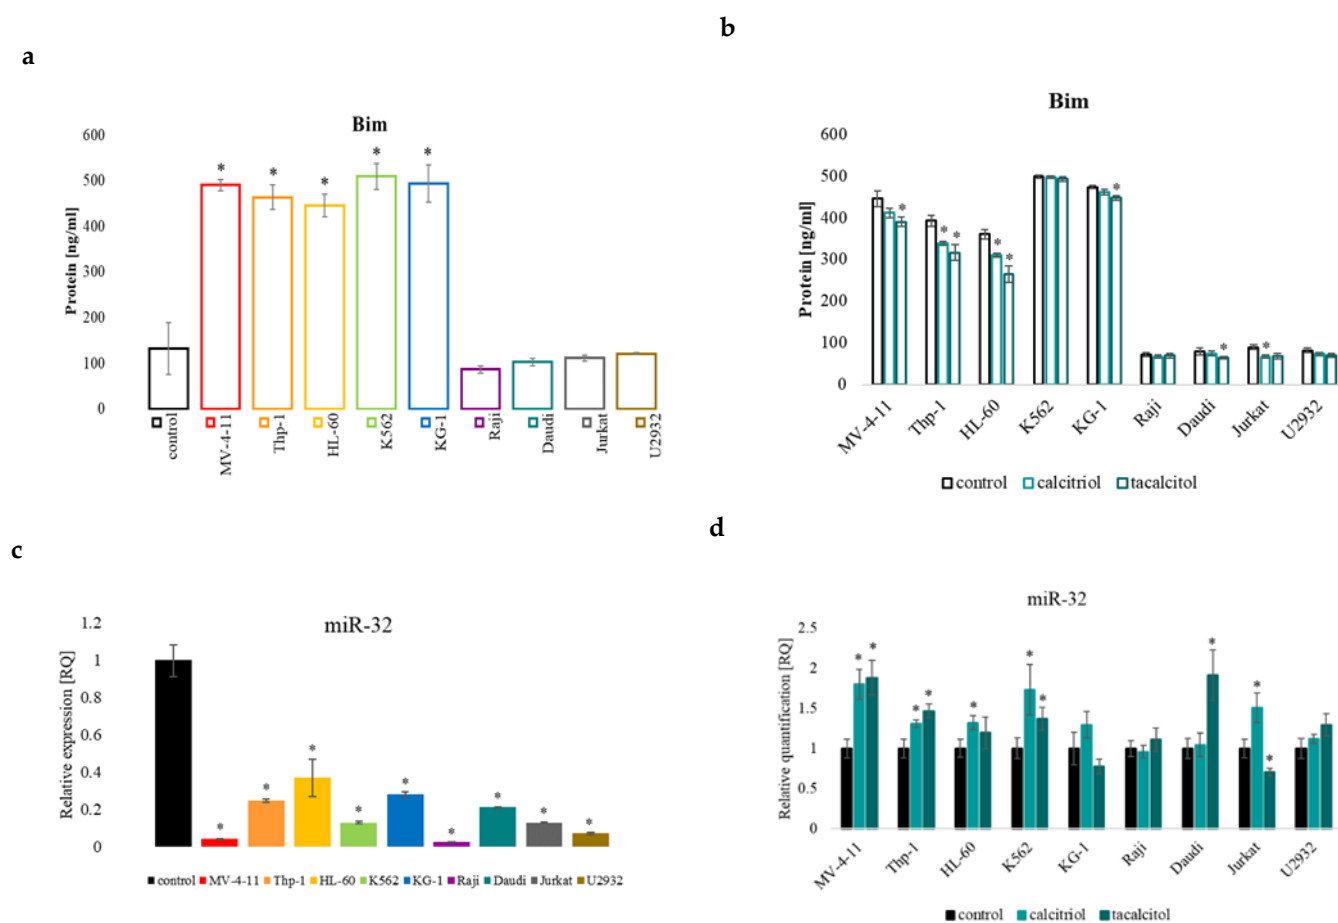 a
Bim
Protein [ng/ml]
600
500
400
300
200
100
0
* * * * *
control
MV-4-11
Thp-1
HL-60
K562
KG-1
Raji
Daudi
Jurkat
U2932
b
Bim
Protein [ng/ml]
600
500
400
300
200
100
0
* * * * * * * *
MV-4-11
Thp-1
HL-60
K562
KG-1
Raji
Daudi
Jurkat
U2932
control calcitriol tacalcitol
c
miR-32
Relative expression [RQ]
1.2
1
0.8
0.6
0.4
0.2
0
* * * * * * * * *
control MV-4-11 Thp-1 HL-60 K562 KG-1 Raji Daudi Jurkat U2932
d
miR-32
Relative quantification [RQ]
2.5
2
1.5
1
0.5
0
* * * * * * * * * *
MV-4-11
Thp-1
HL-60
K562
KG-1
Raji
Daudi
Jurkat
U2932
control calcitriol tacalcitol